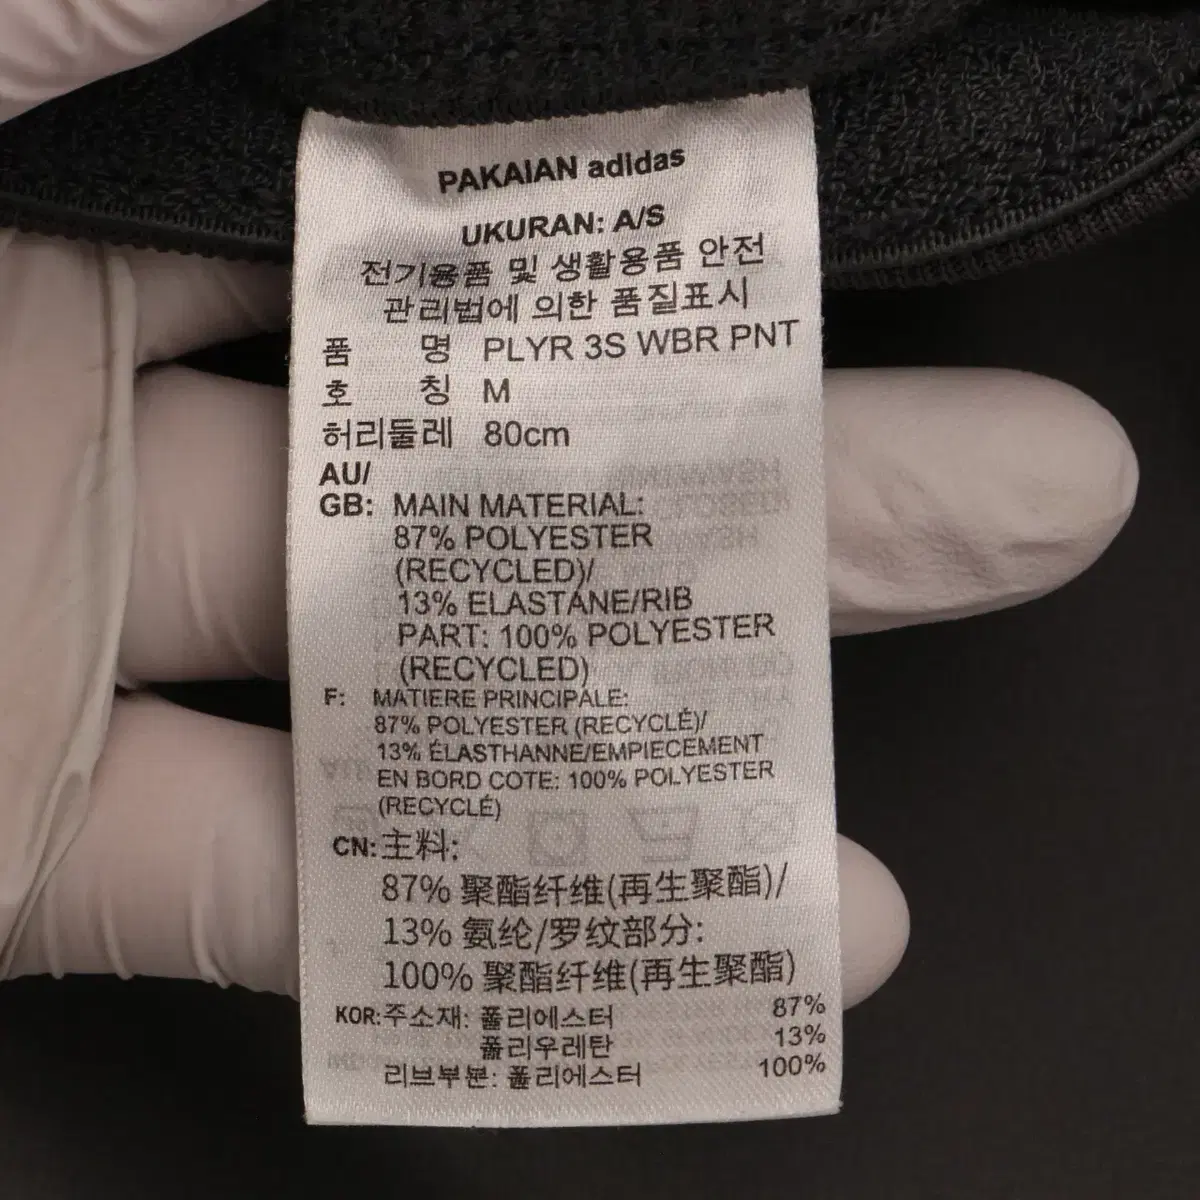 PAKAIAN adidas
UKURAN: A/S
전기용품 및 생활용품 안전
관리법에 의한 품질표시
품 명 PLYR 3S WBR PNT
호 칭 M
허리둘레 80cm
AU/
GB: MAIN MATERIAL:
87% POLYESTER
(RECYCLED)/
13% ELASTANE/RIB
PART: 100% POLYESTER
(RECYCLED)
F: MATIERE PRINCIPALE:
87% POLYESTER (RECYCLÉ)/
13% ÉLASTHANNE/EMPIECEMENT
EN BORD COTE: 100% POLYESTER
(RECYCLÉ)
CN:主料:
87% 聚酯纤维(再生聚酯)/
13% 氨纶/罗纹部分:
100% 聚酯纤维(再生聚酯)
KOR:주소재: 폴리에스터 87%
폴리우레탄 13%
리브부분: 폴리에스터 100%